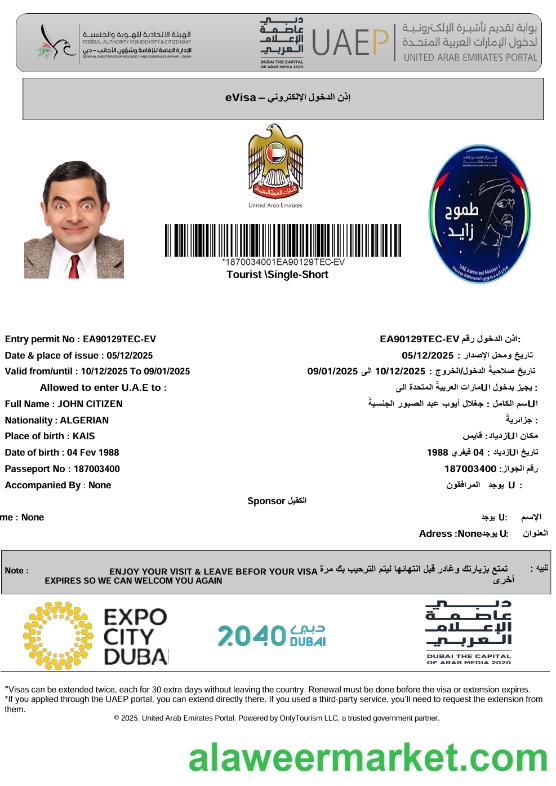 الهيئة الاتحادية للهوية والجنسية
FEDERAL AUTHORITY FOR IDENTITY & CITIZENSHIP
الإدارة العامة للإقامة وشؤون الأجانب - دبي
GENERAL DIRECTORATE OF RESIDENCY AND FOREIGNERS AFFAIRS - DUBAI
دبـــي
عاصمة
الإعلام
العربي
DUBAI THE CAPITAL
OF ARAB MEDIA 2020
UAEP
بوابة تقديم تأشيرة الإلكترونية
لدخول الإمارات العربية المتحدة
UNITED ARAB EMIRATES PORTAL
إذن الدخول الإلكتروني – eVisa
United Arab Emirates
طموح
زايد
*1870034001EA90129TEC-EV
Tourist \Single-Short
Entry permit No : EA90129TEC-EV
:اذن الدخول رقم EA90129TEC-EV
Date & place of issue : 05/12/2025
تاريخ ومحل الإصدار : 05/12/2025
Valid from/until : 10/12/2025 To 09/01/2025
تاريخ صلاحية الدخول/الخروج : 10/12/2025 الى 09/01/2025
Allowed to enter U.A.E to :
: يجيز بدخول الUمارات العربية المتحدة الى
Full Name : JOHN CITIZEN
الUسم الكامل : جغلال أيوب عبد الصبور الجنسية
Nationality : ALGERIAN
: جزائرية
Place of birth : KAIS
مكان الUزدياد: قايس
Date of birth : 04 Fev 1988
تاريخ الUزدياد : 04 فيفري 1988
Passeport No : 187003400
رقم الجواز: 187003400
Accompanied By : None
: U يوجد المرافقون
Sponsor الكفيل
me : None
الإسم :U يوجد
العنوان :U يوجدAdress :None
Note :
ENJOY YOUR VISIT & LEAVE BEFOR YOUR VISA
EXPIRES SO WE CAN WELCOM YOU AGAIN
تمتع بزيارتك وغادر قبل انتهائها ليتم الترحيب بك مرة
أخرى
تنبيه :
EXPO
CITY
DUBAI
2040 دبي
DUBAI
دبـــي
عاصمة
الإعلام
العربي
DUBAI THE CAPITAL
OF ARAB MEDIA 2020
*Visas can be extended twice, each for 30 extra days without leaving the country. Renewal must be done before the visa or extension expires.
*If you applied through the UAEP portal, you can extend directly there. If you used a third-party service, you'll need to request the extension from
them.
© 2025. United Arab Emirates Portal. Powered by OnlyTourism LLC, a trusted government partner.
alaweermarket.com